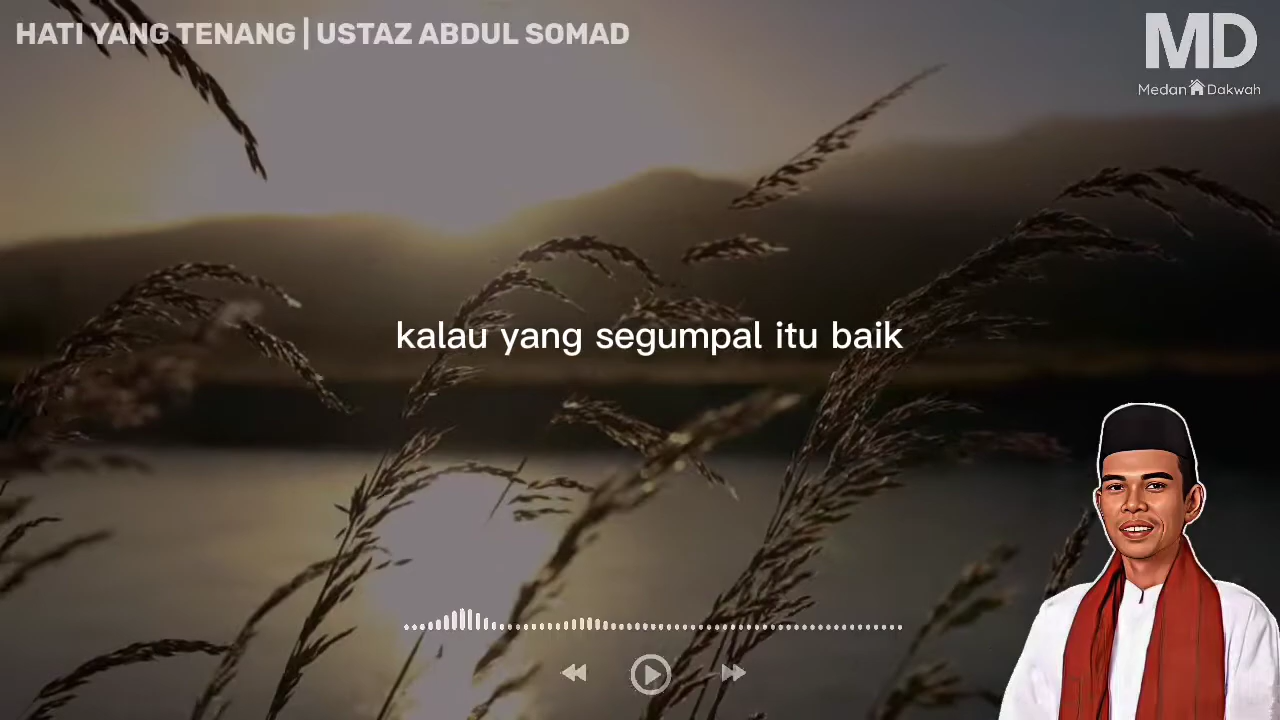 HATI YANG TENANG | USTAZ ABDUL SOMAD
MD
Medan Dakwah
kalau yang segumpal itu baik